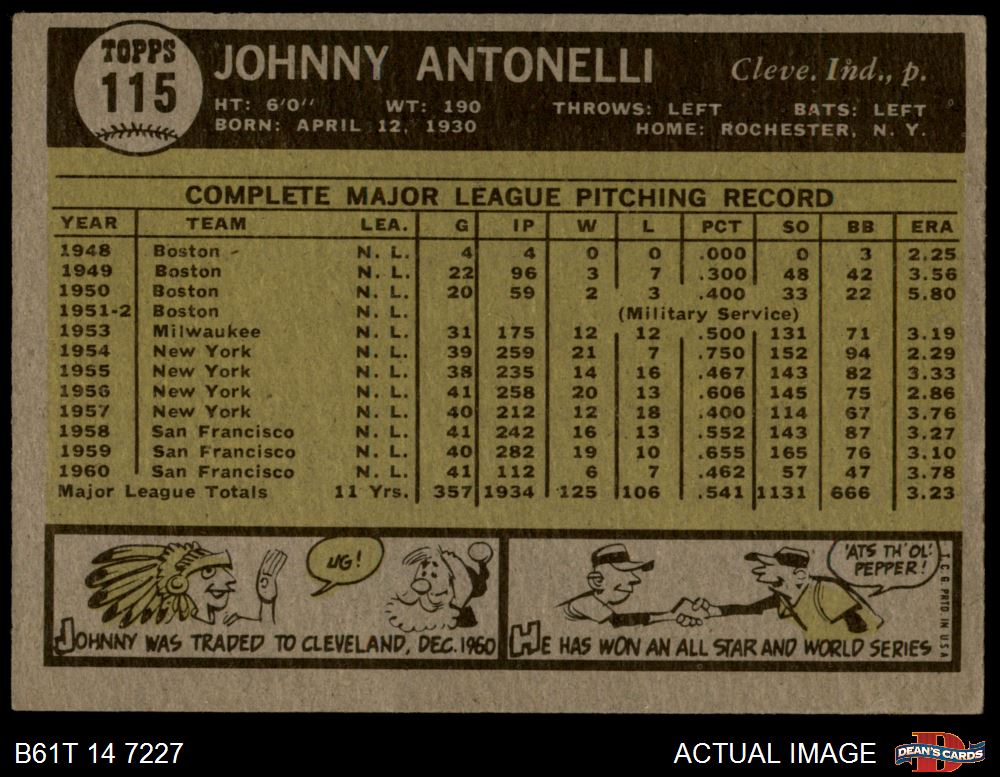 TOPPS
115
JOHNNY ANTONELLI Cleve. Ind., p.
HT: 6'0" WT: 190 THROWS: LEFT BATS: LEFT
BORN: APRIL 12, 1930 HOME: ROCHESTER, N. Y.
COMPLETE MAJOR LEAGUE PITCHING RECORD
YEAR TEAM LEA. G IP W L PCT SO BB ERA
1948 Boston N. L. 4 4 0 0 .000 0 3 2.25
1949 Boston N. L. 22 96 3 7 .300 48 42 3.56
1950 Boston N. L. 20 59 2 3 .400 33 22 5.80
1951-2 Boston N. L. (Military Service)
1953 Milwaukee N. L. 31 175 12 12 .500 131 71 3.19
1954 New York N. L. 39 259 21 7 .750 152 94 2.29
1955 New York N. L. 38 235 14 16 .467 143 82 3.33
1956 New York N. L. 41 258 20 13 .606 145 75 2.86
1957 New York N. L. 40 212 12 18 .400 114 67 3.76
1958 San Francisco N. L. 41 242 16 13 .552 143 87 3.27
1959 San Francisco N. L. 40 282 19 10 .655 165 76 3.10
1960 San Francisco N. L. 41 112 6 7 .462 57 47 3.78
Major League Totals 11 Yrs. 357 1934 125 106 .541 1131 666 3.23
UG!
JOHNNY WAS TRADED TO CLEVELAND, DEC. 1960
'ATS TH' OL'
PEPPER!
HE HAS WON AN ALL STAR AND WORLD SERIES
T. C. G. PRTD. IN U.S.A.
B61T 14 7227
ACTUAL IMAGE
DEAN'S CARDS